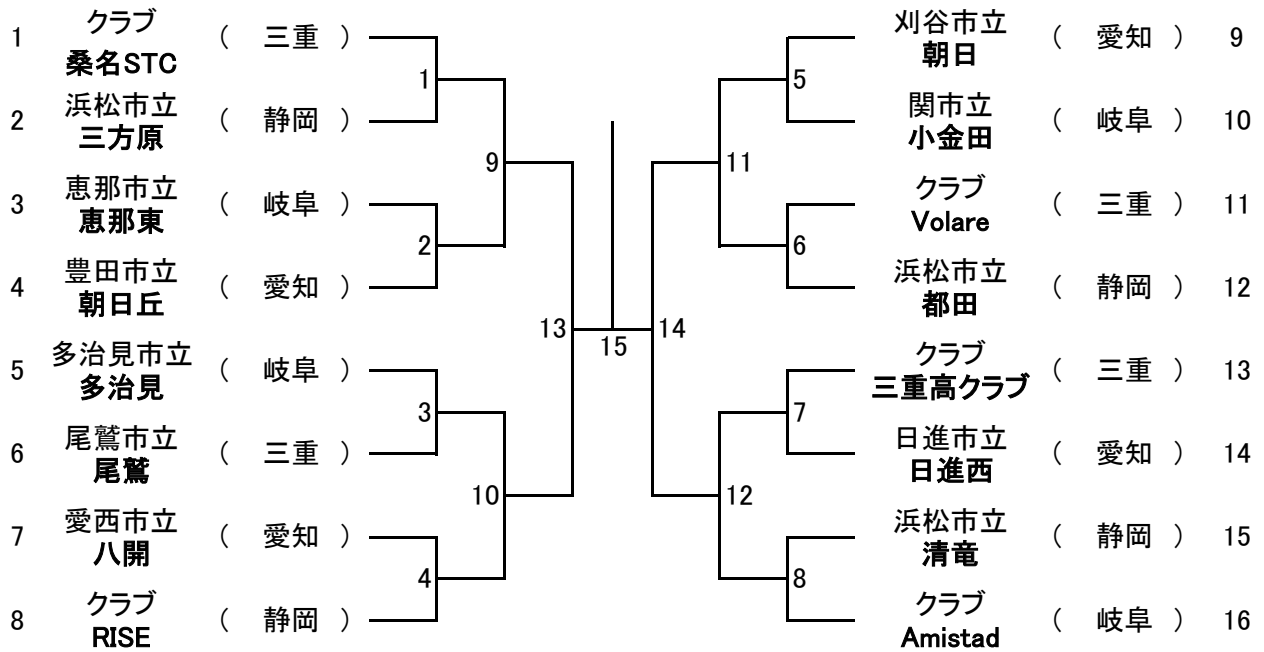 1 クラブ ( 三重 )
桑名STC
1
2 浜松市立 ( 静岡 )
三方原
9
3 恵那市立 ( 岐阜 )
恵那東
2
4 豊田市立 ( 愛知 )
朝日丘
13
5 多治見市立 ( 岐阜 )
多治見
3
6 尾鷲市立 ( 三重 )
尾鷲
10
7 愛西市立 ( 愛知 )
八開
4
8 クラブ ( 静岡 )
RISE
15
刈谷市立 ( 愛知 ) 9
朝日
5
関市立 ( 岐阜 ) 10
小金田
11
クラブ ( 三重 ) 11
Volare
6
浜松市立 ( 静岡 ) 12
都田
14
クラブ ( 三重 ) 13
三重高クラブ
7
日進市立 ( 愛知 ) 14
日進西
12
浜松市立 ( 静岡 ) 15
清竜
8
クラブ ( 岐阜 ) 16
Amistad